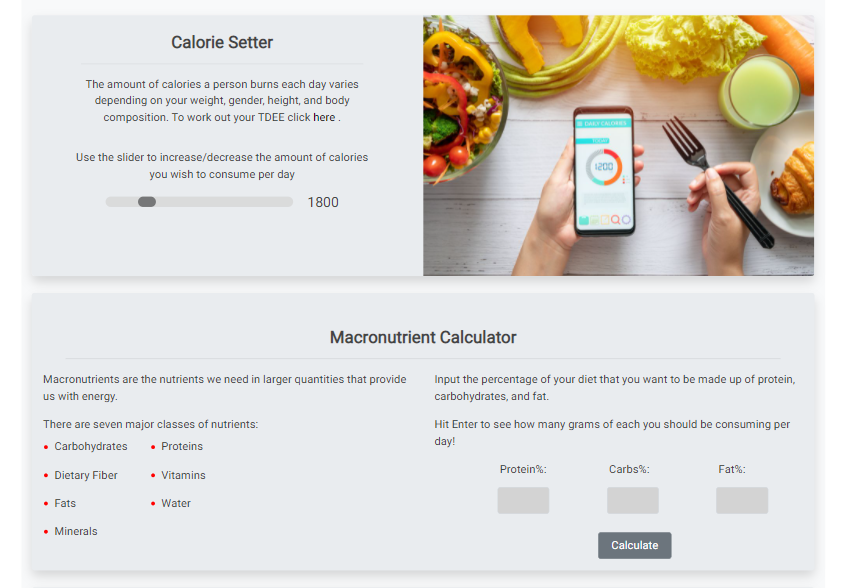 Calorie Setter
The amount of calories a person burns each day varies
depending on your weight, gender, height, and body
composition. To work out your TDEE click here .
Use the slider to increase/decrease the amount of calories
you wish to consume per day
1800
DAILY CALORIES
TODAY
1200
Macronutrient Calculator
Macronutrients are the nutrients we need in larger quantities that provide
us with energy.
There are seven major classes of nutrients:
Carbohydrates
Proteins
Dietary Fiber
Vitamins
Fats
Water
Minerals
Input the percentage of your diet that you want to be made up of protein,
carbohydrates, and fat.
Hit Enter to see how many grams of each you should be consuming per
day!
Protein%:
Carbs%:
Fat%:
Calculate